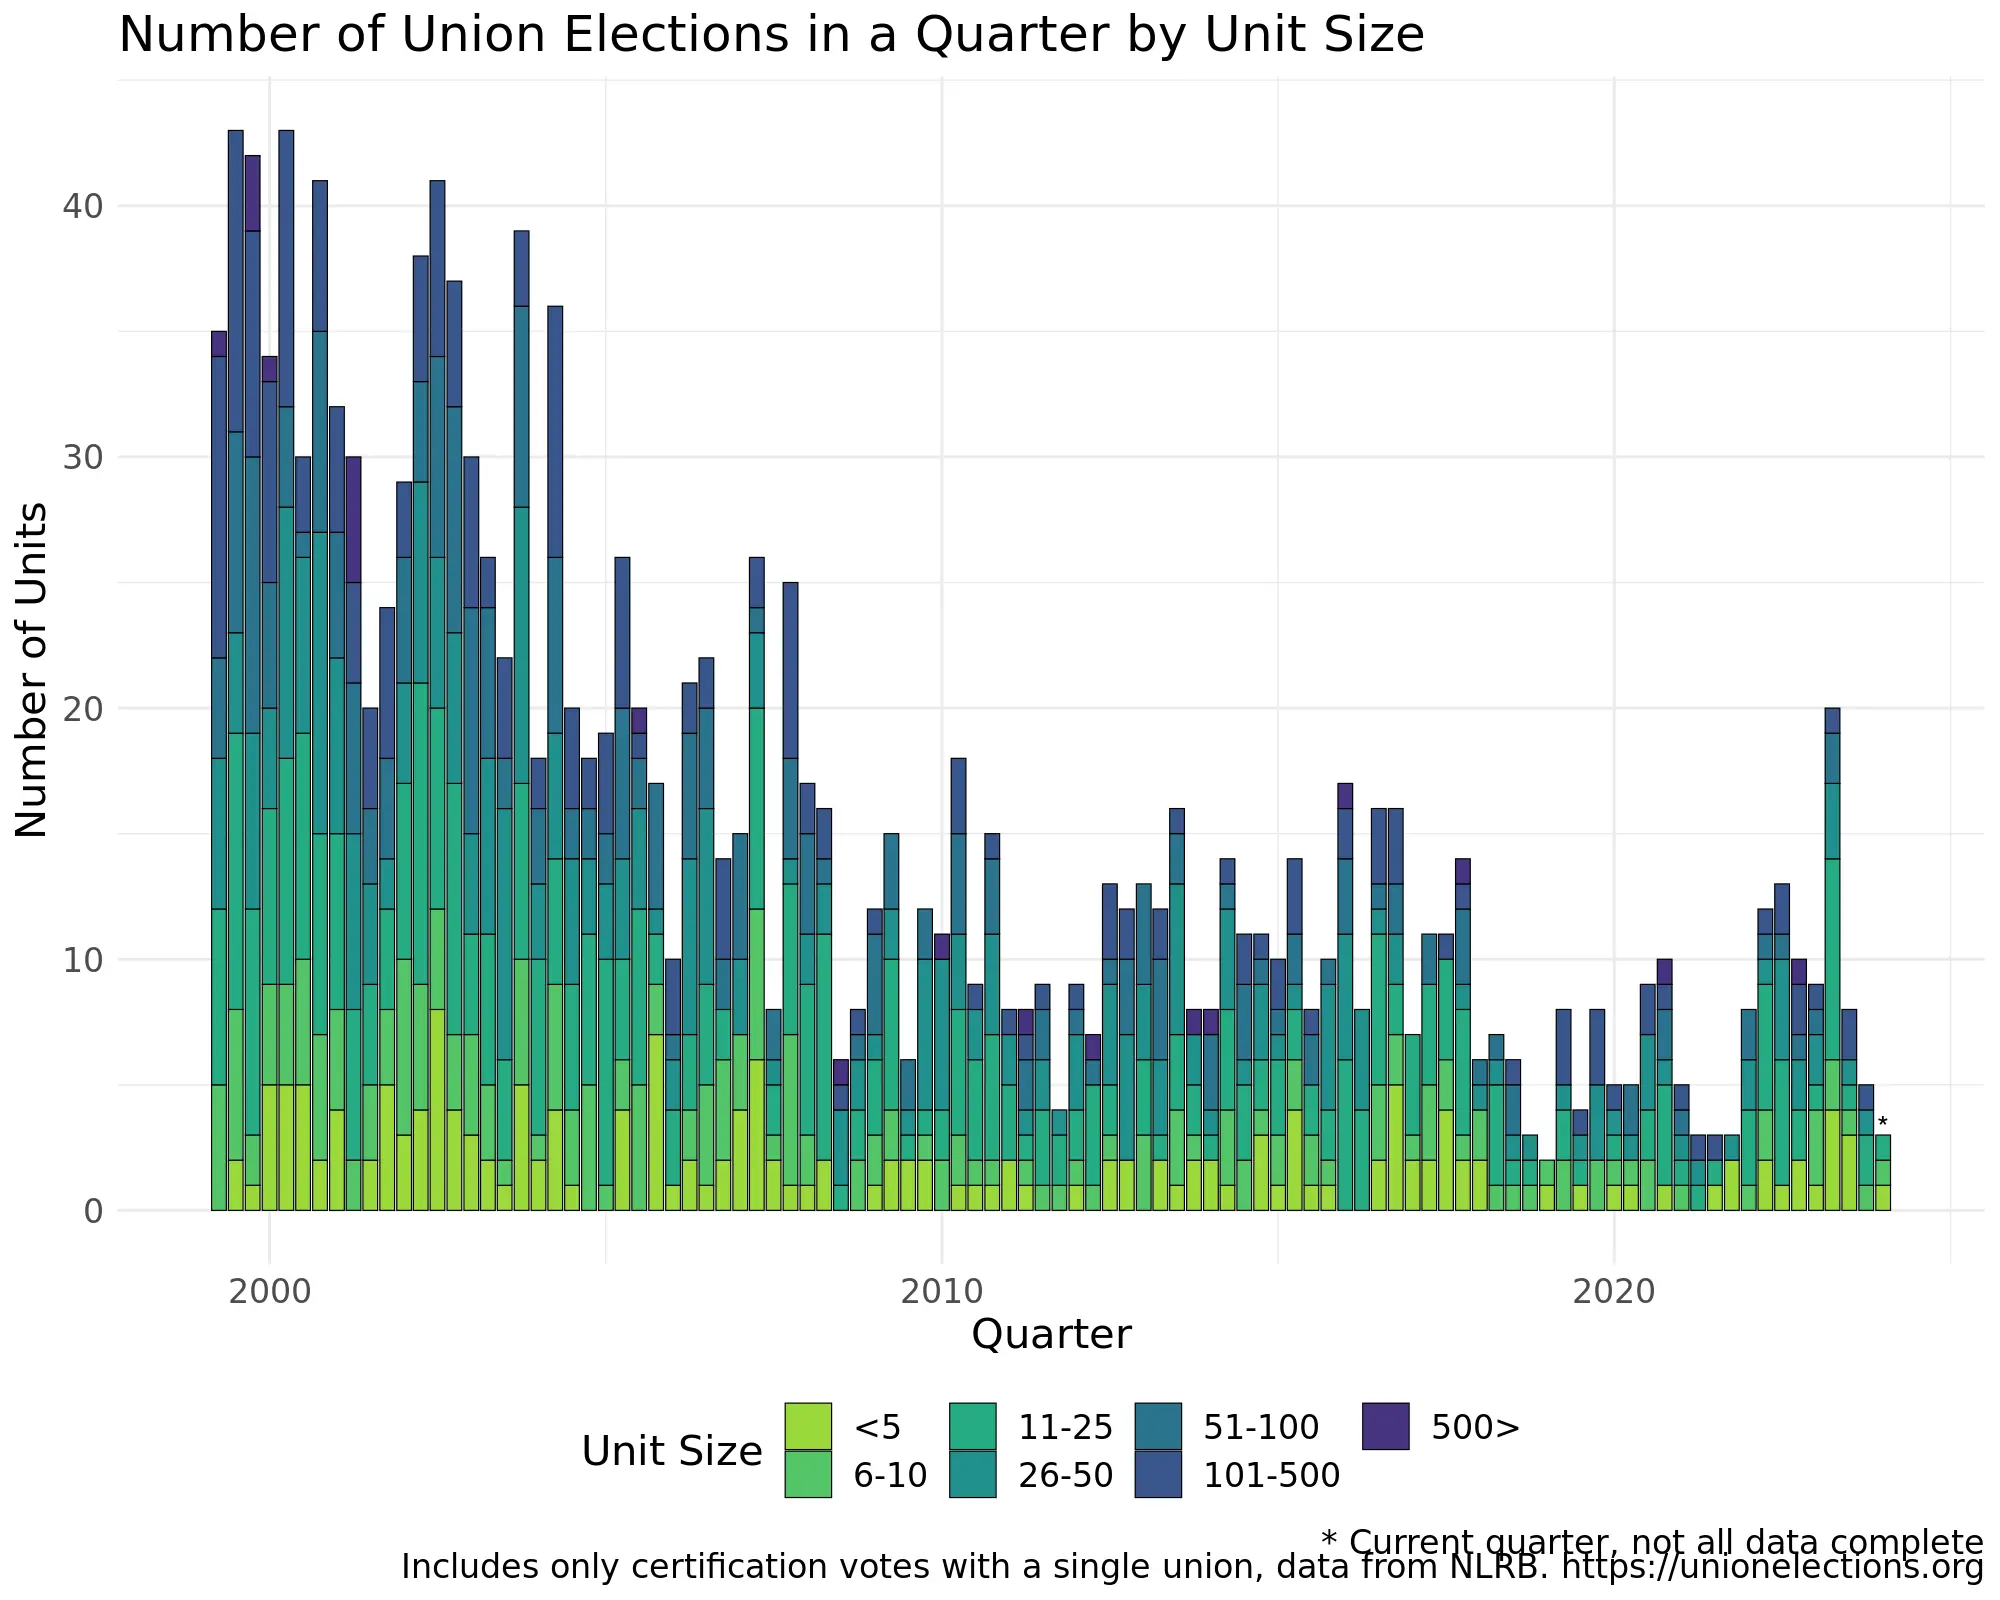 Number of Union Elections in a Quarter by Unit Size
Number of Units
40
30
20
10
0
*
2000 2010 2020
Quarter
Unit Size
<5 11-25 51-100 500>
6-10 26-50 101-500
* Current quarter, not all data complete
Includes only certification votes with a single union, data from NLRB. https://unionelections.org